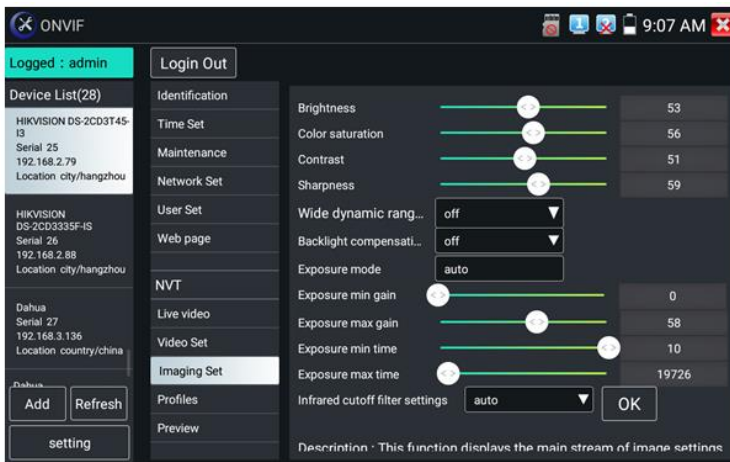 ONVIF
9:07 AM
Logged : admin
Login Out
Device List(28)
HIKVISION DS-2CD3T45-
I3
Serial 25
192.168.2.79
Location city/hangzhou
HIKVISION
DS-2CD3335F-IS
Serial 26
192.168.2.88
Location city/hangzhou
Dahua
Serial 27
192.168.3.136
Location country/china
Dahua
Add
Refresh
setting
Identification
Time Set
Maintenance
Network Set
User Set
Web page
NVT
Live video
Video Set
Imaging Set
Profiles
Preview
Brightness 53
Color saturation 56
Contrast 51
Sharpness 59
Wide dynamic rang... off
Backlight compensati... off
Exposure mode auto
Exposure min gain 0
Exposure max gain 58
Exposure min time 10
Exposure max time 19726
Infrared cutoff filter settings auto OK
Description : This function displays the main stream of image settings